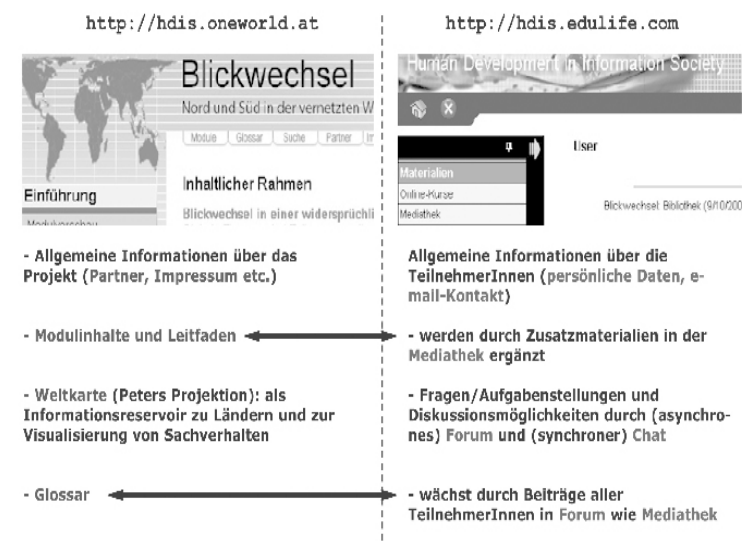 http://hdis.oneworld.at
Blickwechsel
Nord und Süd in der vernetzten W
Module Glossar Suche Partner Im
Einführung
Modulvorschau
Inhaltlicher Rahmen
Blickwechsel in einer widersprüchli
- Allgemeine Informationen über das
Projekt (Partner, Impressum etc.)
- Modulinhalte und Leitfaden
- Weltkarte (Peters Projektion): als
Informationsreservoir zu Ländern und zur
Visualisierung von Sachverhalten
- Glossar
http://hdis.edulife.com
Human Development in Information Society
User
Materialien
Online-Kurse
Mediathek
Blickwechsel: Bibliothek (9/10/200
Allgemeine Informationen über die
TeilnehmerInnen (persönliche Daten, e-
mail-Kontakt)
- werden durch Zusatzmaterialien in der
Mediathek ergänzt
- Fragen/Aufgabenstellungen und
Diskussionsmöglichkeiten durch (asynchro-
nes) Forum und (synchroner) Chat
- wächst durch Beiträge aller
TeilnehmerInnen in Forum wie Mediathek